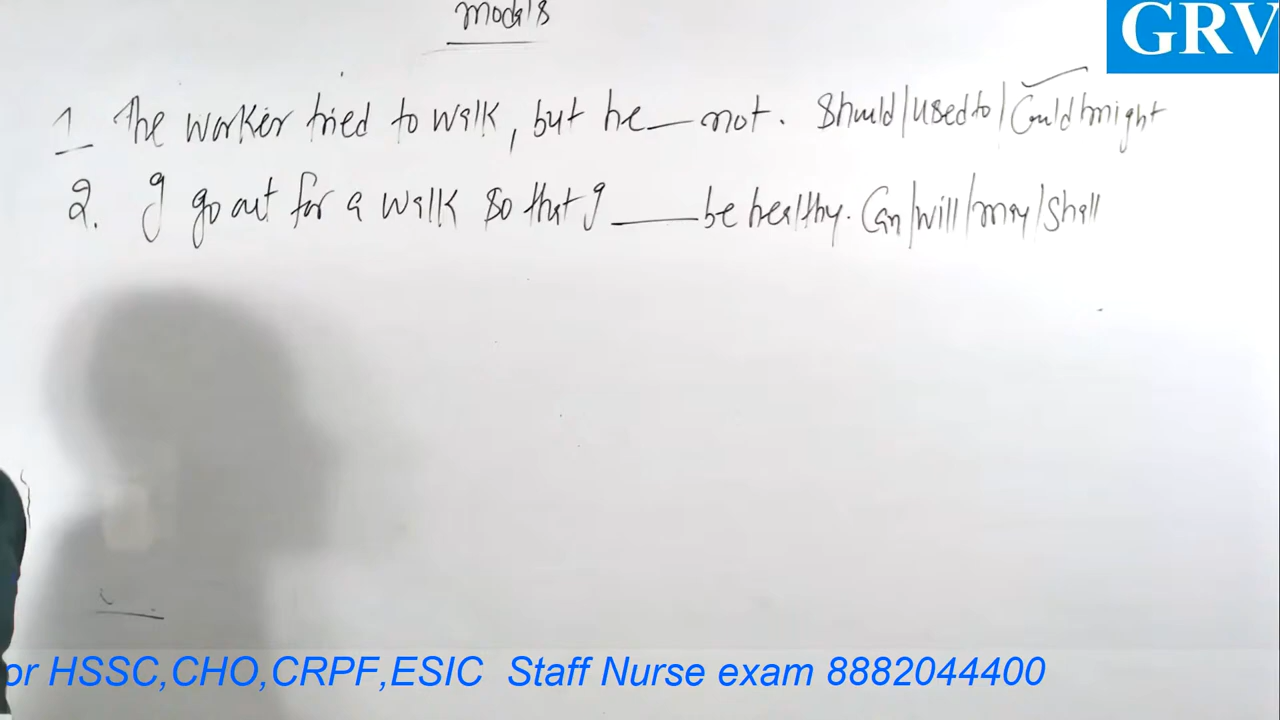 Modals
GRV
1 The worker tried to walk, but he __ not. Should/used to/Could/might
2. I go out for a walk so that I ____ be healthy. Can/will/may/shall
or HSSC,CHO,CRPF,ESIC Staff Nurse exam 8882044400